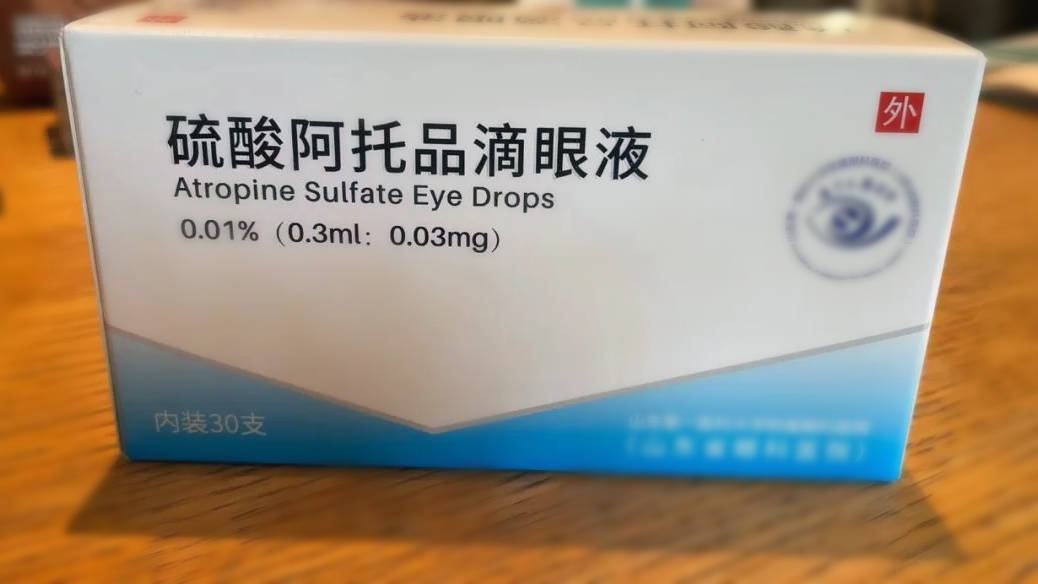 外
硫酸阿托品滴眼液
Atropine Sulfate Eye Drops
0.01%（0.3ml：0.03mg）
内装30支